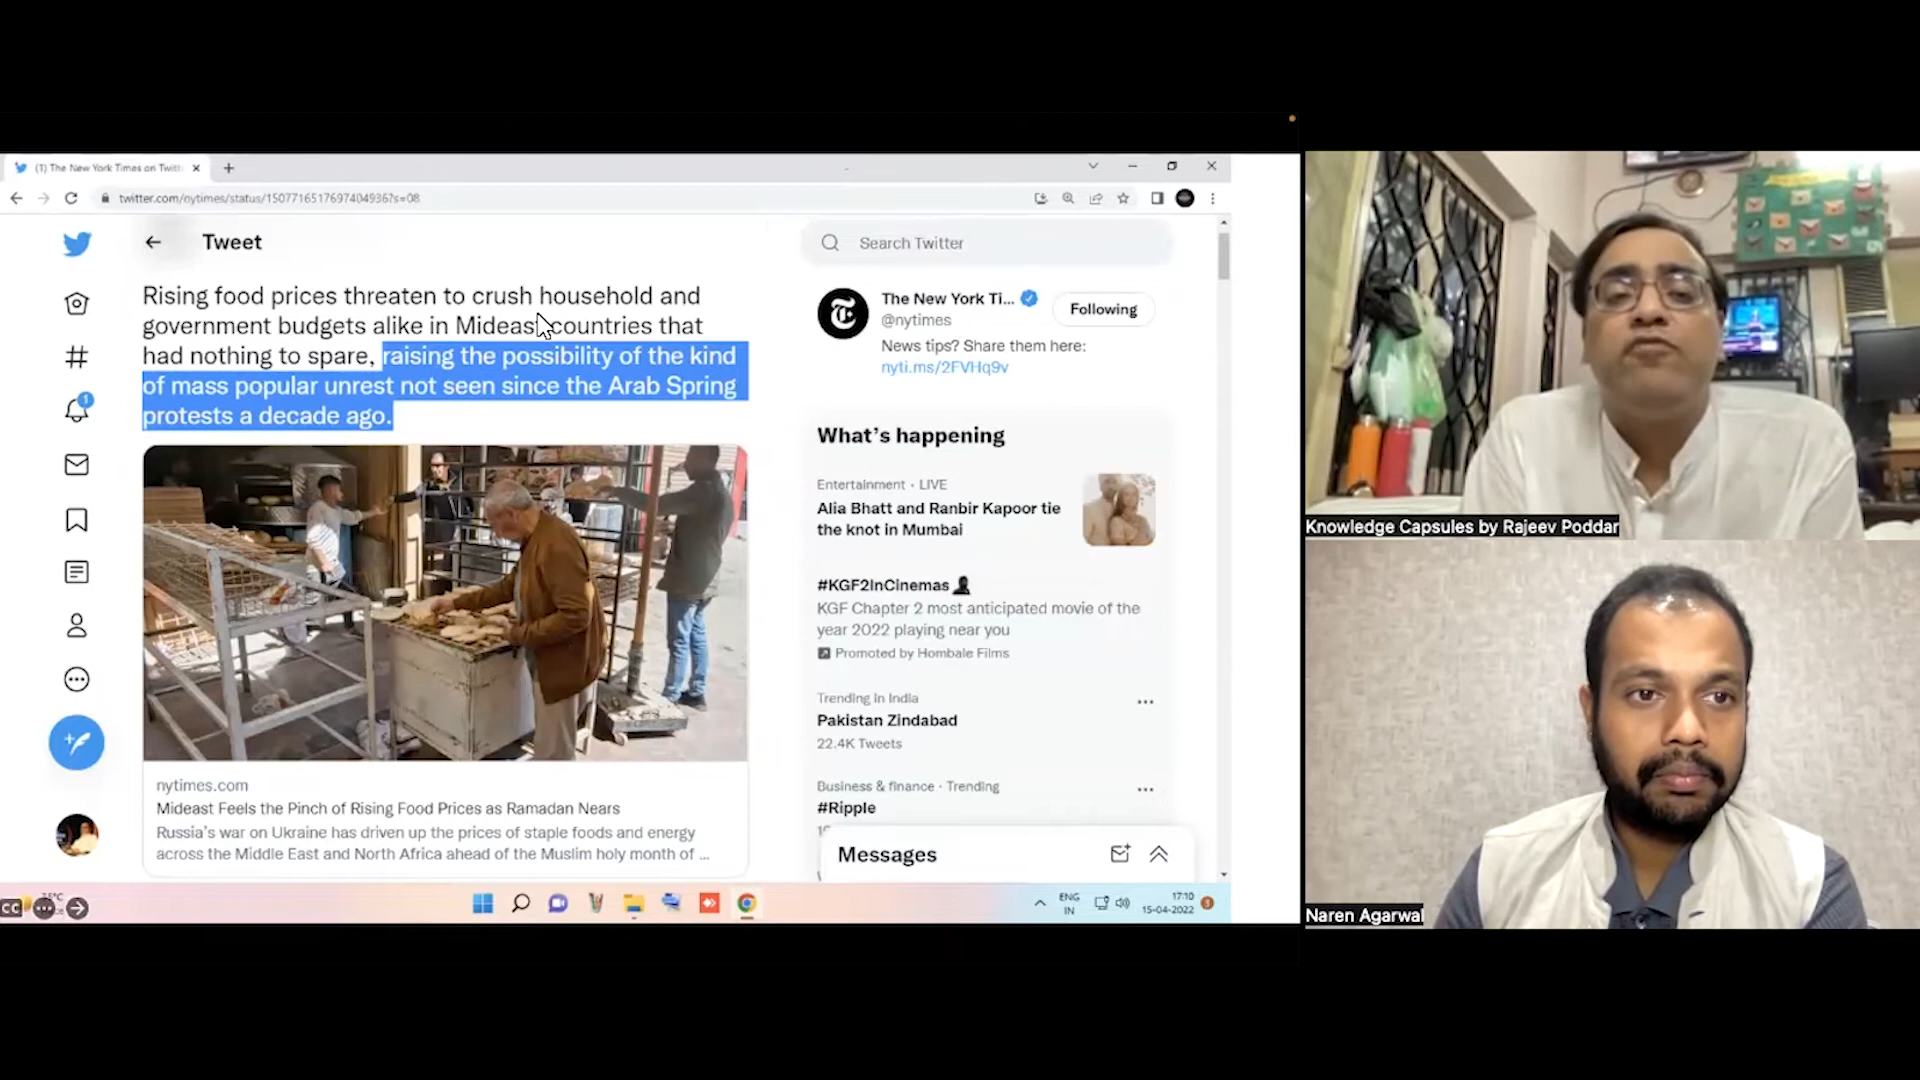 (1) The New York Times on Twitt
twitter.com/nytimes/status/1507716517697404936?s=08
Tweet
Rising food prices threaten to crush household and
government budgets alike in Mideast countries that
had nothing to spare, raising the possibility of the kind
of mass popular unrest not seen since the Arab Spring
protests a decade ago.
nytimes.com
Mideast Feels the Pinch of Rising Food Prices as Ramadan Nears
Russia's war on Ukraine has driven up the prices of staple foods and energy
across the Middle East and North Africa ahead of the Muslim holy month of ...
Search Twitter
The New York Ti...
@nytimes
Following
News tips? Share them here:
nyti.ms/2FVHq9v
What's happening
Entertainment · LIVE
Alia Bhatt and Ranbir Kapoor tie
the knot in Mumbai
#KGF2InCinemas
KGF Chapter 2 most anticipated movie of the
year 2022 playing near you
Promoted by Hombale Films
Trending in India
Pakistan Zindabad
22.4K Tweets
Business & finance · Trending
#Ripple
Messages
1
CC
ENG
IN
17:10
15-04-2022
Knowledge Capsules by Rajeev Poddar
Naren Agarwal